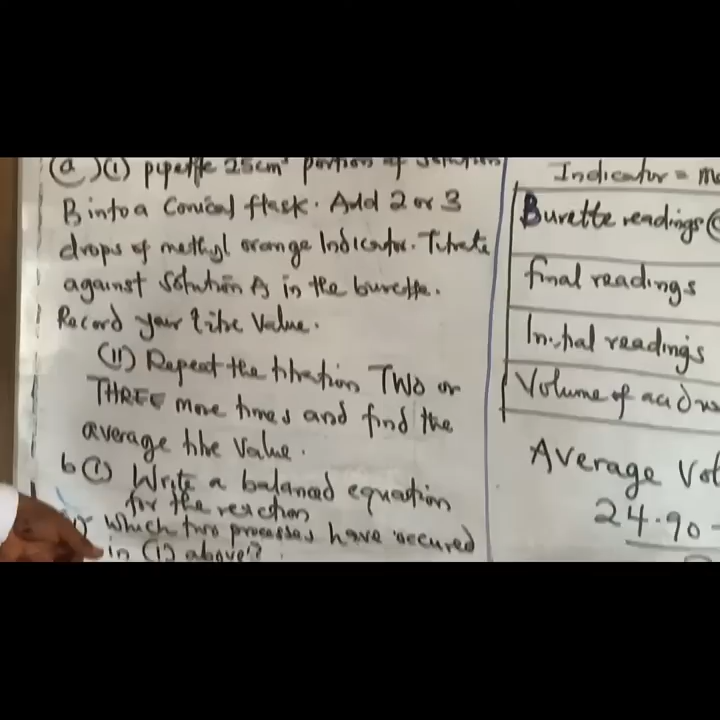 (a) (i) pipette 25cm³ portion of solution
B into a Conical flask. Add 2 or 3
drops of methyl orange Indicator. Titrate
against Solution A in the burette.
Record your titre Value.
(ii) Repeat the titration TWO or
THREE more times and find the
average titre Value.
b (i) Write a balanced equation
for the reaction
which two processes have occured
in (i) above?
Indicator =
Burette readings
final readings
Initial readings
Volume of acid
Average
24.90